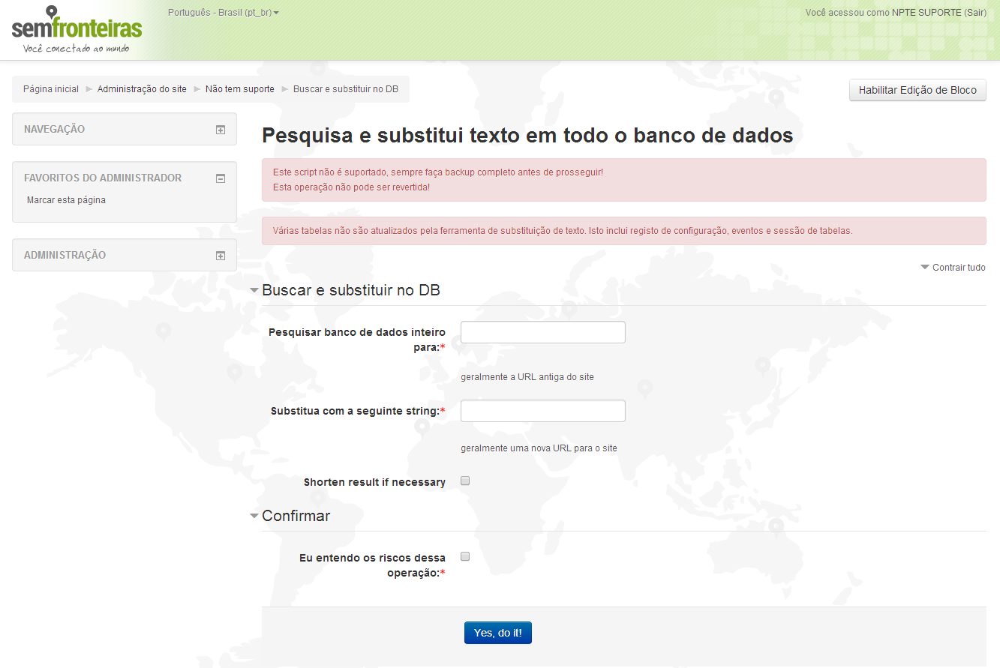 semfronteiras
Você conectado ao mundo
Português - Brasil (pt_br)
Você acessou como NPTE SUPORTE (Sair)
Página inicial
Administração do site
Não tem suporte
Buscar e substituir no DB
Habilitar Edição de Bloco
NAVEGAÇÃO
FAVORITOS DO ADMINISTRADOR
Marcar esta página
ADMINISTRAÇÃO
Pesquisa e substitui texto em todo o banco de dados
Este script não é suportado, sempre faça backup completo antes de prosseguir!
Esta operação não pode ser revertida!
Várias tabelas não são atualizados pela ferramenta de substituição de texto. Isto inclui registo de configuração, eventos e sessão de tabelas.
Contrair tudo
Buscar e substituir no DB
Pesquisar banco de dados inteiro
para:*
geralmente a URL antiga do site
Substitua com a seguinte string:*
geralmente uma nova URL para o site
Shorten result if necessary
Confirmar
Eu entendo os riscos dessa
operação:*
Yes, do it!